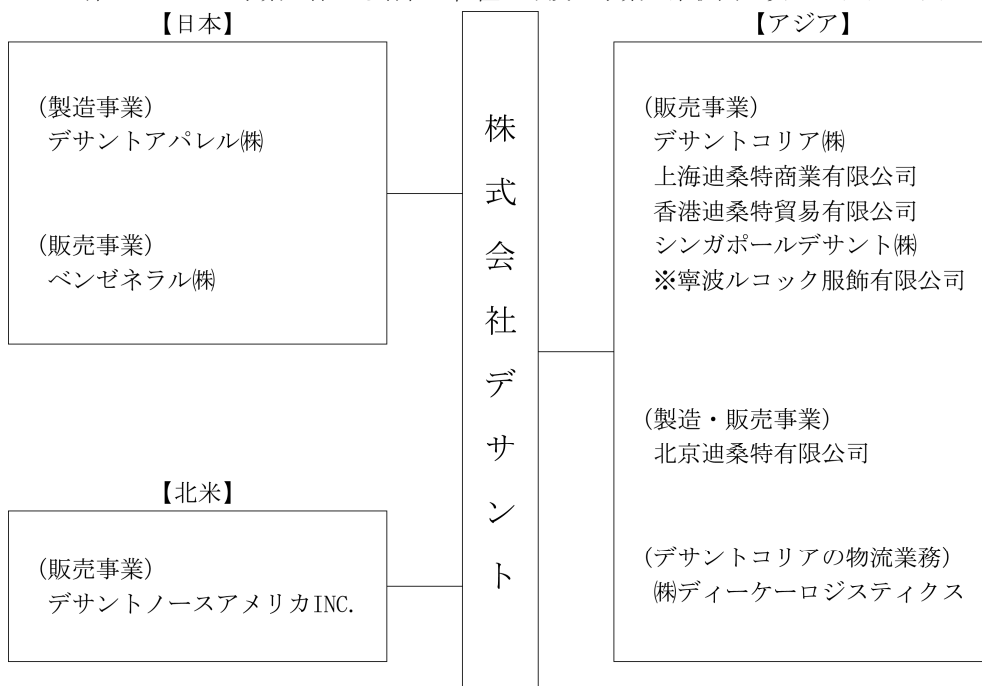 【日本】
(製造事業)
デサントアパレル㈱
(販売事業)
ベンゼネラル㈱
【北米】
(販売事業)
デサントノースアメリカINC.
株式会社デサント
【アジア】
(販売事業)
デサントコリア㈱
上海迪桑特商業有限公司
香港迪桑特貿易有限公司
シンガポールデサント㈱
※寧波ルコック服飾有限公司
(製造・販売事業)
北京迪桑特有限公司
(デサントコリアの物流業務)
㈱ディーケーロジスティクス